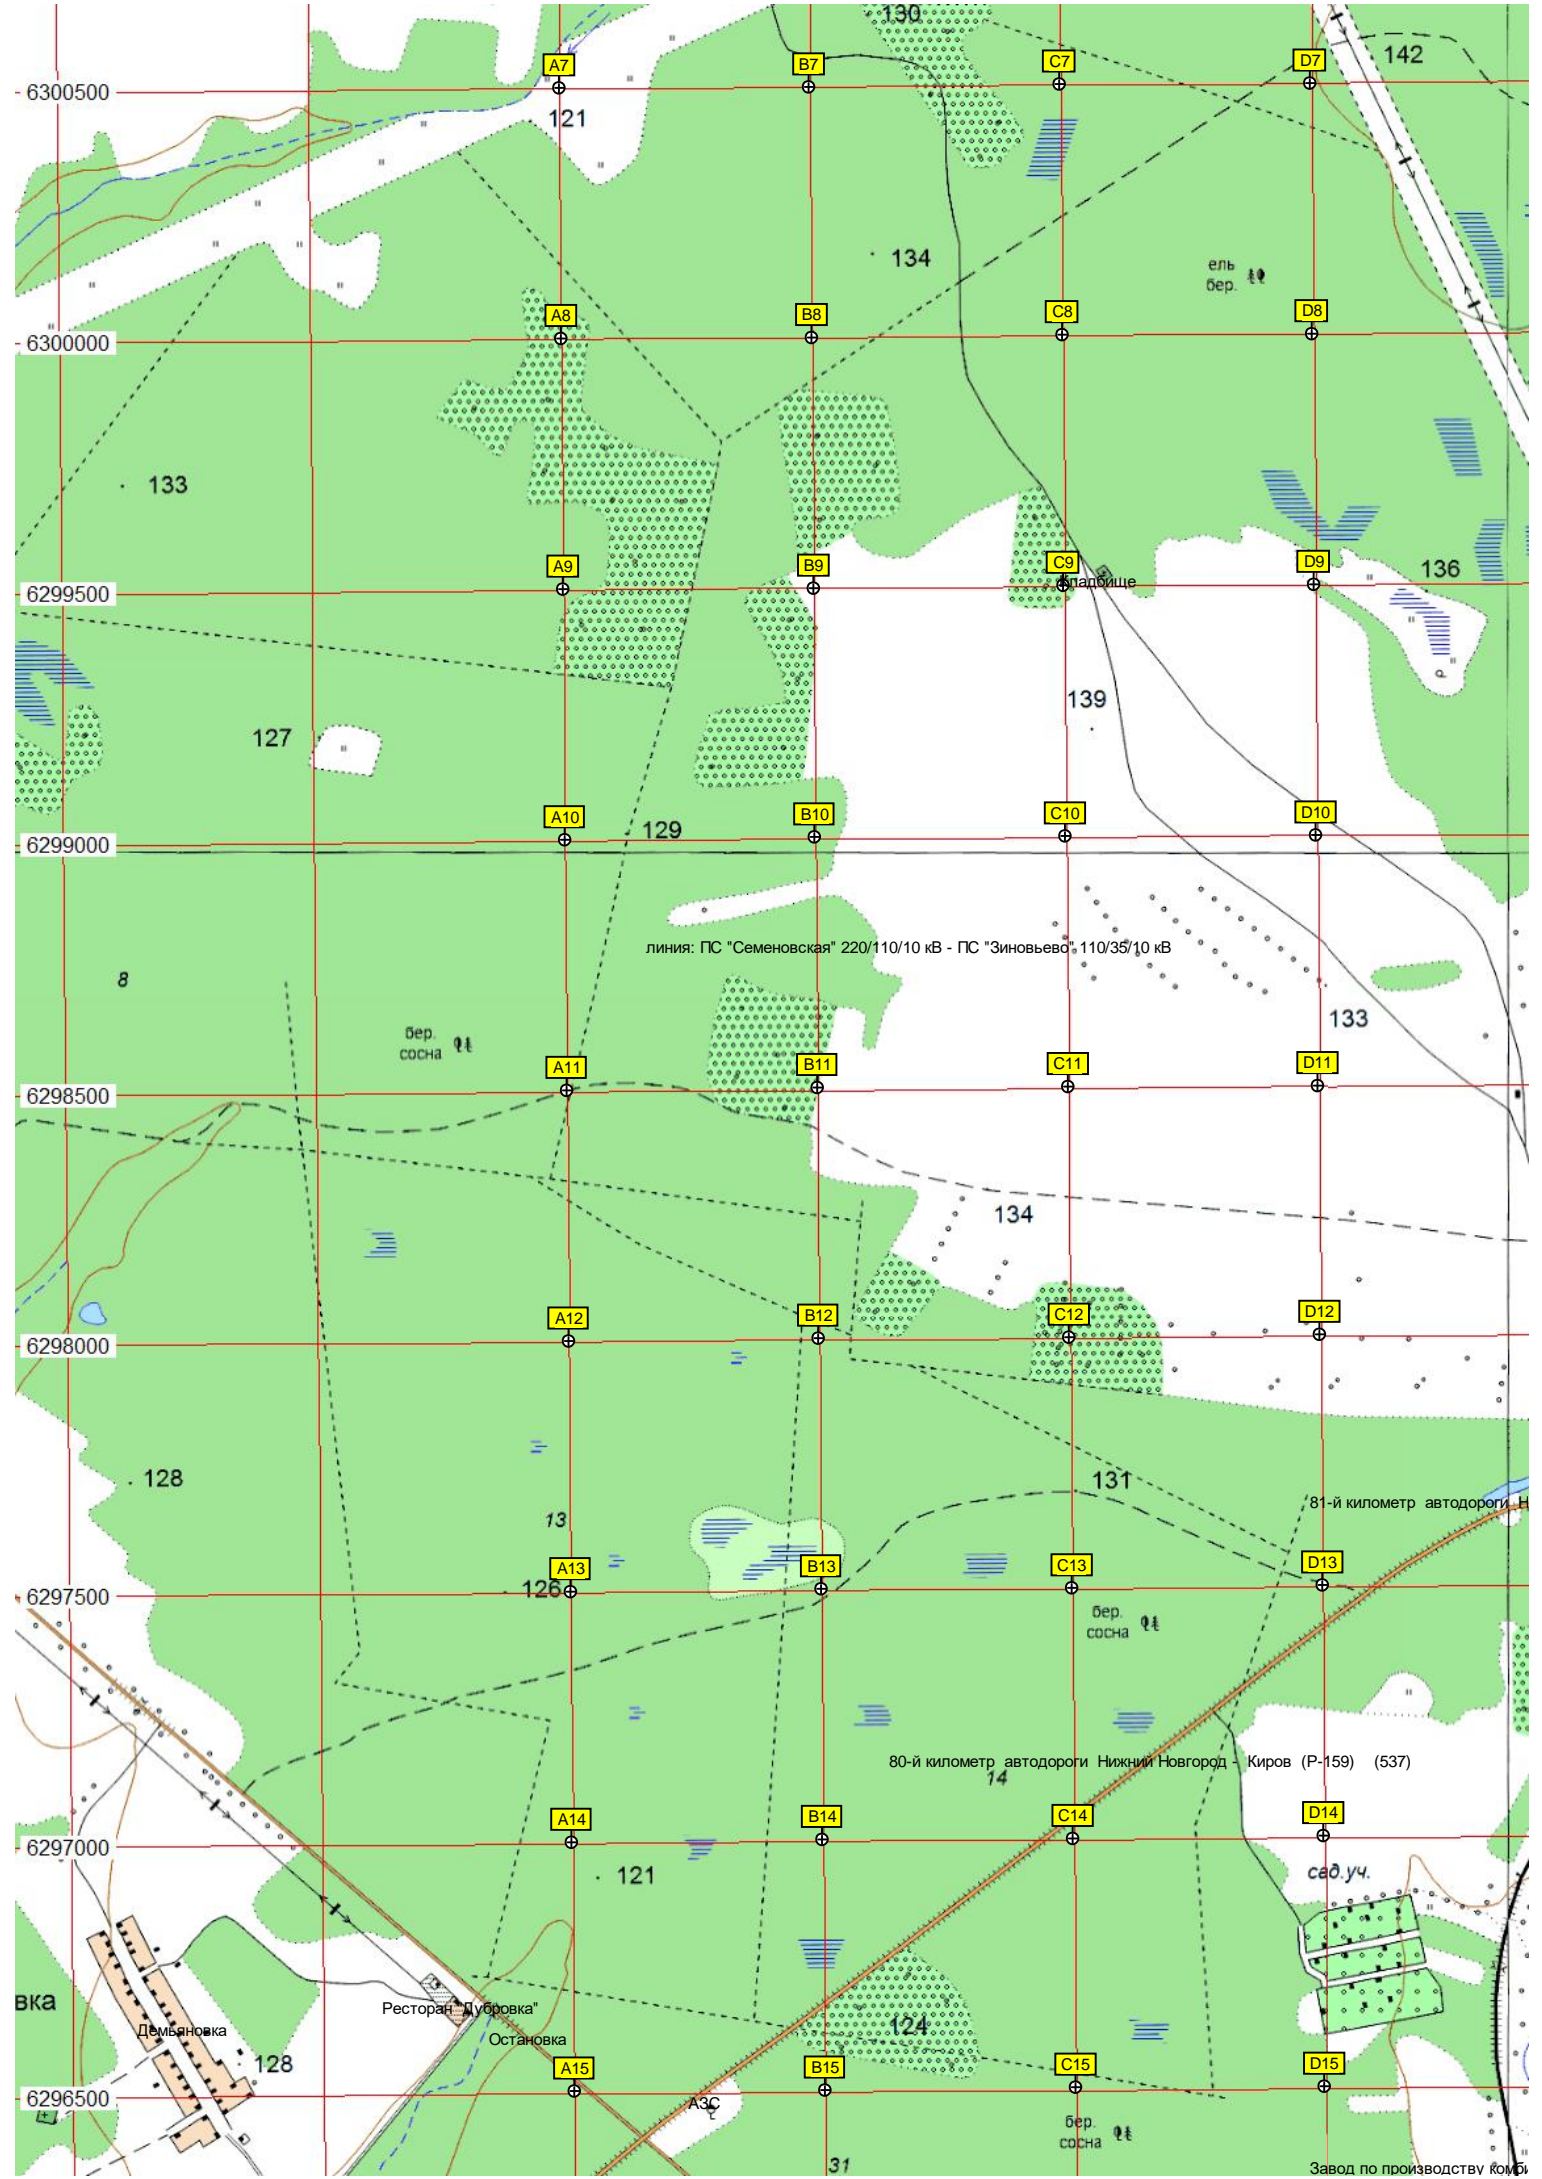 130
A7
B7
C7
D7
142
6300500
121
134
ель
бер.
A8
B8
C8
D8
6300000
133
A9
B9
C9
D9
Кладбище
136
6299500
139
127
A10
B10
C10
D10
129
6299000
линия: ПС "Семеновская" 220/110/10 кВ - ПС "Зиновьево" 110/35/10 кВ
8
133
бер.
сосна
A11
B11
C11
D11
6298500
134
A12
B12
C12
D12
6298000
128
131
81-й километр автодороги Н
13
A13
B13
C13
D13
126
6297500
бер.
сосна
80-й километр автодороги Нижний Новгород - Киров (Р-159) (537)
14
A14
B14
C14
D14
6297000
121
сад.уч.
вка
Ресторан "Дубровка"
Демьяновка
Остановка
124
128
A15
B15
C15
D15
6296500
АЗС
бер.
сосна
31
Завод по производству комби